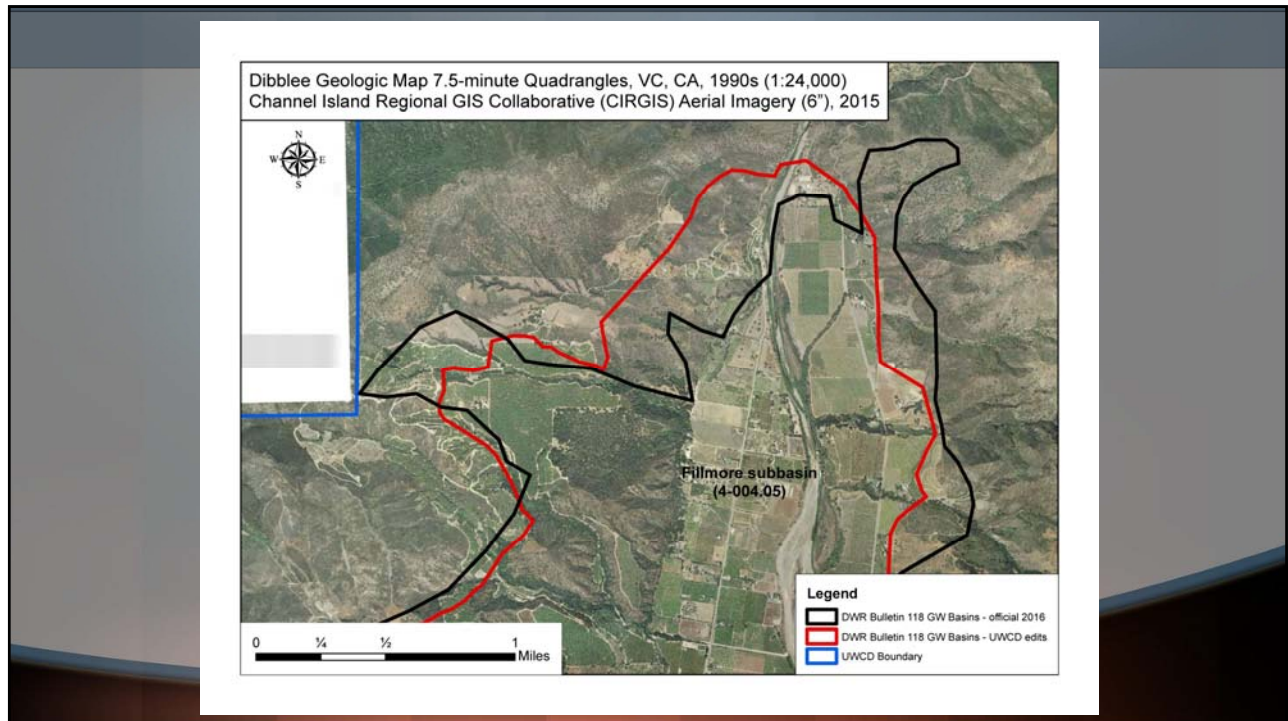 Dibblee Geologic Map 7.5-minute Quadrangles, VC, CA, 1990s (1:24,000)
Channel Island Regional GIS Collaborative (CIRGIS) Aerial Imagery (6"), 2015
N
W E
S
Fillmore subbasin
(4-004.05)
Legend
DWR Bulletin 118 GW Basins - official 2016
DWR Bulletin 118 GW Basins - UWCD edits
UWCD Boundary
0 ¼ ½ 1
Miles